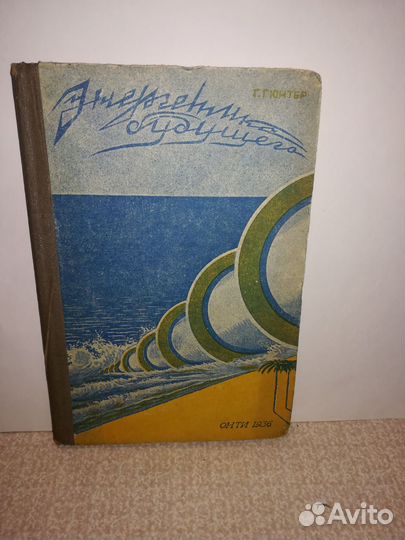 Г. ГЮНТЕР
Энергетика
будущего
ОНТИ 1936
Avito